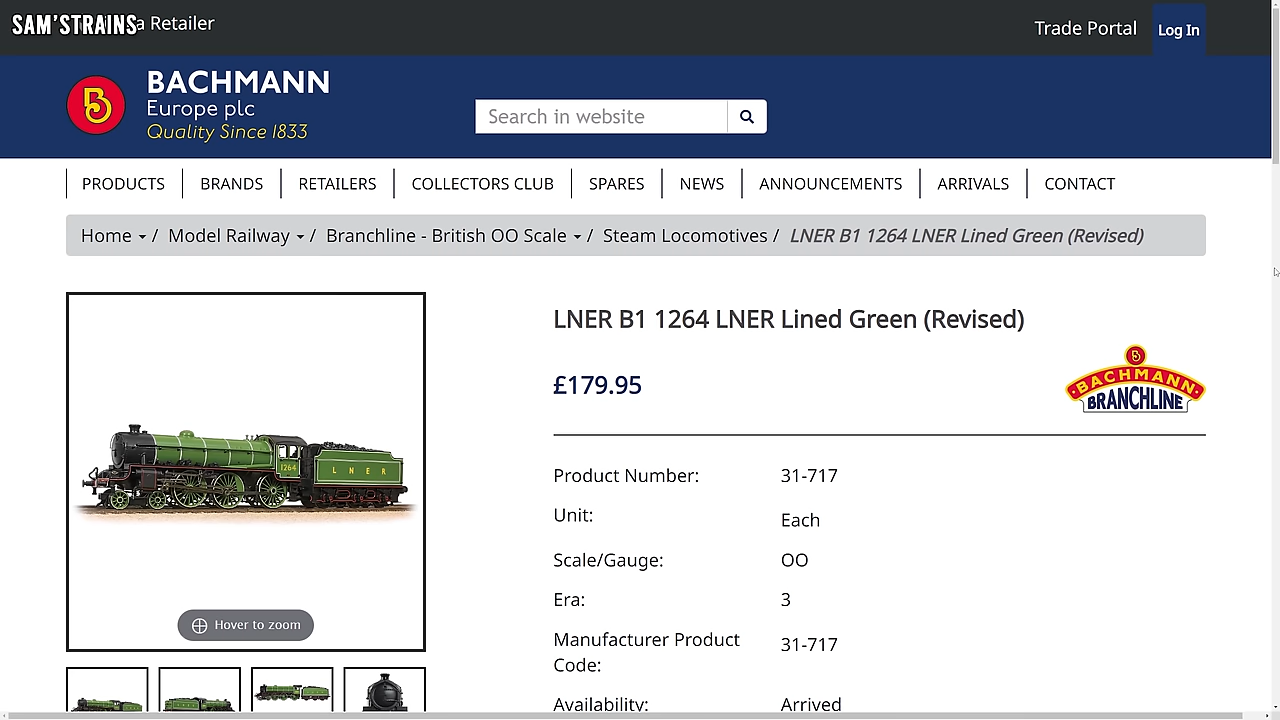 SAM'STRAINS a Retailer
Trade Portal
Log In
BACHMANN
Europe plc
Quality Since 1833
Search in website
PRODUCTS
BRANDS
RETAILERS
COLLECTORS CLUB
SPARES
NEWS
ANNOUNCEMENTS
ARRIVALS
CONTACT
Home / Model Railway / Branchline - British OO Scale / Steam Locomotives / LNER B1 1264 LNER Lined Green (Revised)
LNER B1 1264 LNER Lined Green (Revised)
£179.95
BACHMANN
BRANCHLINE
1264
L N E R
Hover to zoom
Product Number: 31-717
Unit: Each
Scale/Gauge: OO
Era: 3
Manufacturer Product
Code: 31-717
Availability: Arrived